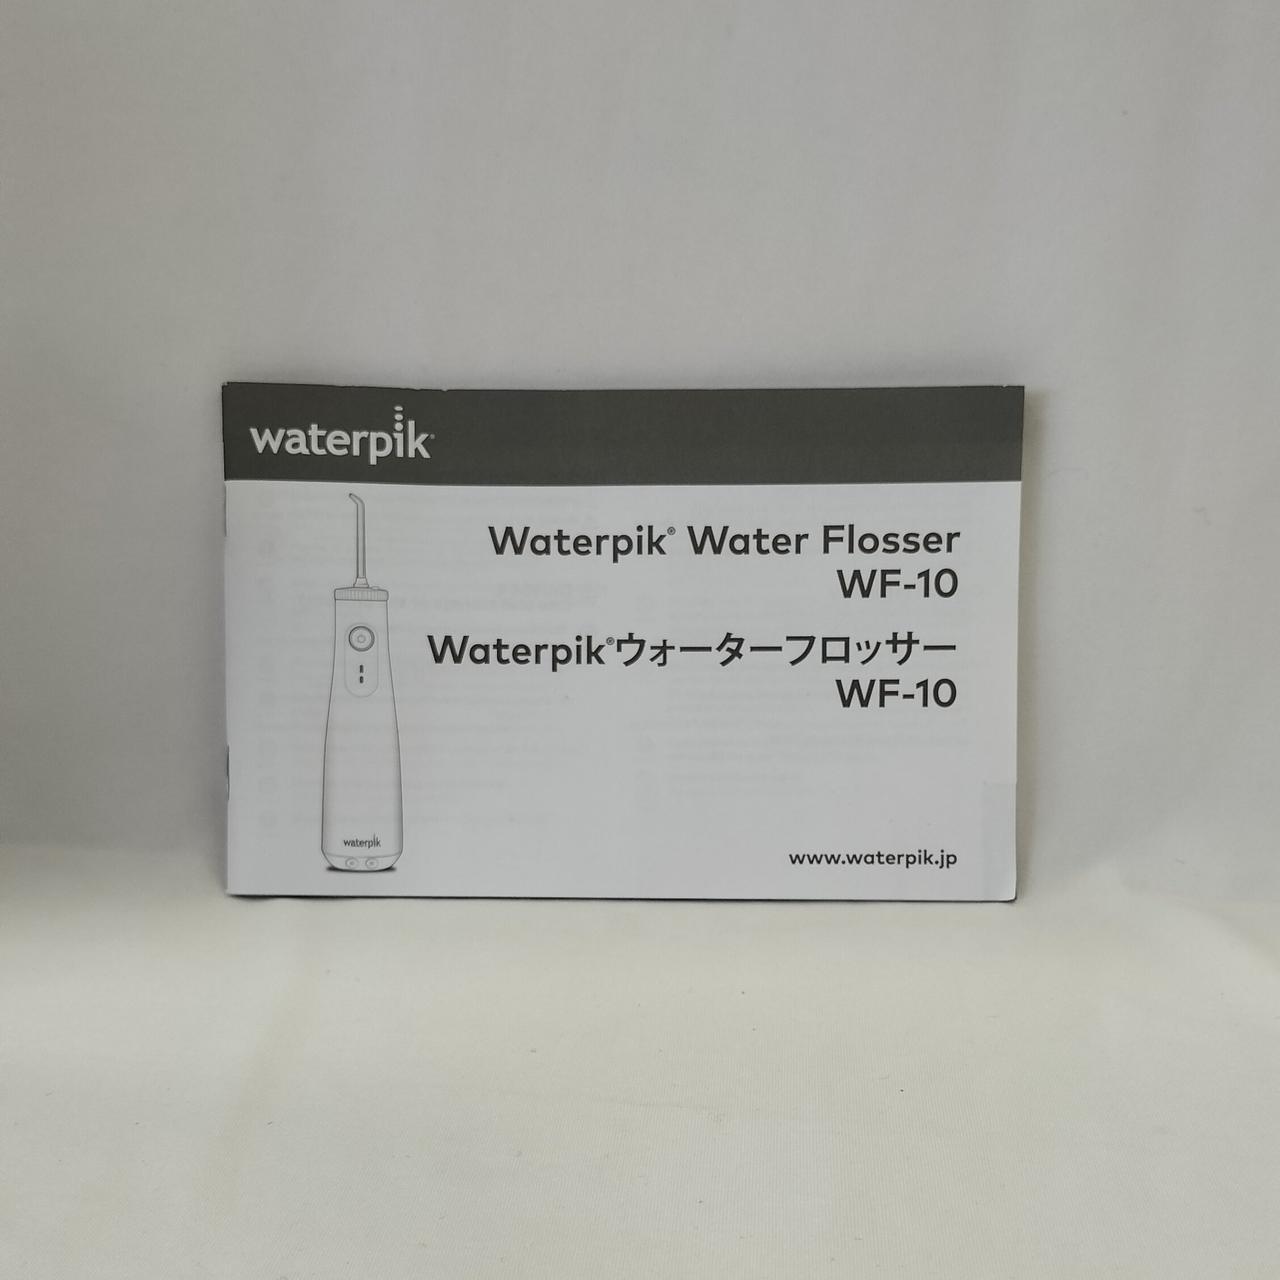 waterpik®
Waterpik® Water Flosser
WF-10
Waterpik®ウォーターフロッサー
WF-10
waterpik
www.waterpik.jp